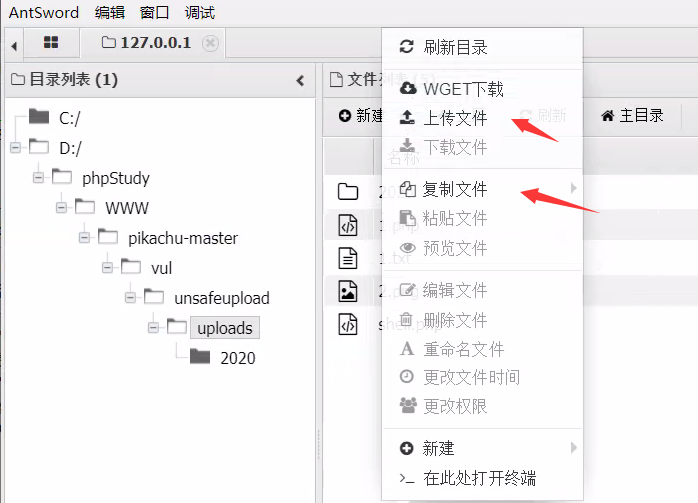 AntSword 编辑 窗口 调试
127.0.0.1
目录列表 (1)
文件列表 (5)
C:/
D:/
phpStudy
WWW
pikachu-master
vul
unsafeupload
uploads
2020
新建
刷新
主目录
名称
1.txt
刷新目录
WGET下载
上传文件
下载文件
复制文件
粘贴文件
预览文件
编辑文件
删除文件
重命名文件
更改文件时间
更改权限
新建
在此处打开终端